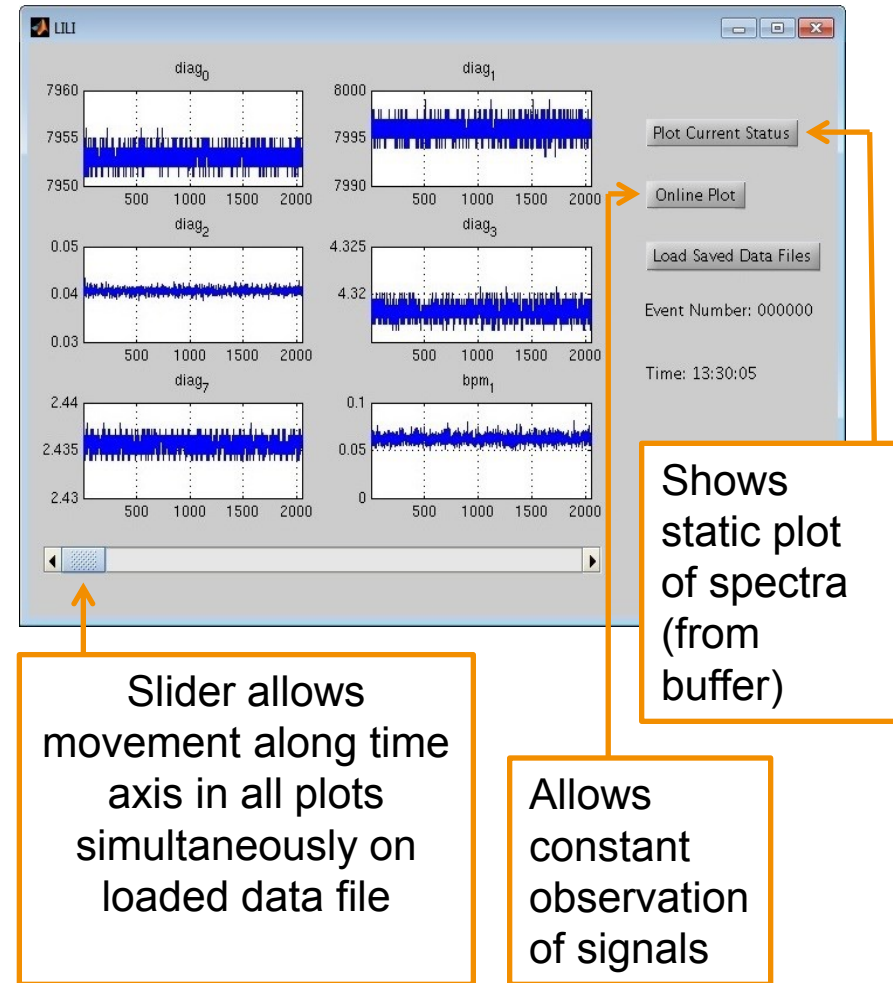 LILI
diag0
7960
7955
7950
500 1000 1500 2000
diag1
8000
7995
7990
500 1000 1500 2000
diag2
0.05
0.04
0.03
500 1000 1500 2000
diag3
4.325
4.32
500 1000 1500 2000
diag7
2.44
2.435
2.43
500 1000 1500 2000
bpm1
0.1
0.05
0
500 1000 1500 2000
Plot Current Status
Online Plot
Load Saved Data Files
Event Number: 000000
Time: 13:30:05
Shows
static plot
of spectra
(from
buffer)
Slider allows
movement along time
axis in all plots
simultaneously on
loaded data file
Allows
constant
observation
of signals